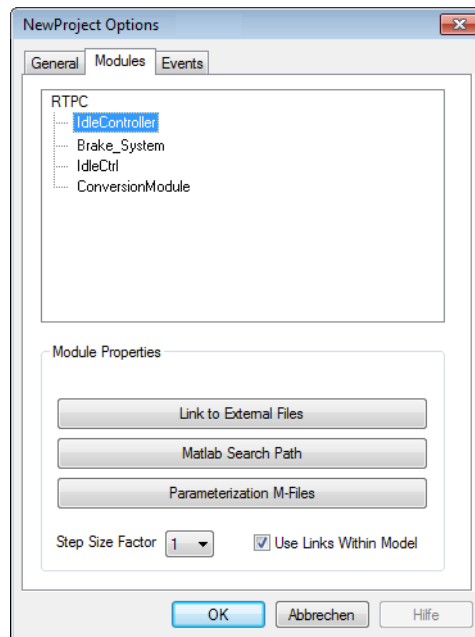 NewProject Options
General Modules Events
RTPC
IdleController
Brake_System
IdleCtrl
ConversionModule
Module Properties
Link to External Files
Matlab Search Path
Parameterization M-Files
Step Size Factor 1 Use Links Within Model
OK Abbrechen Hilfe